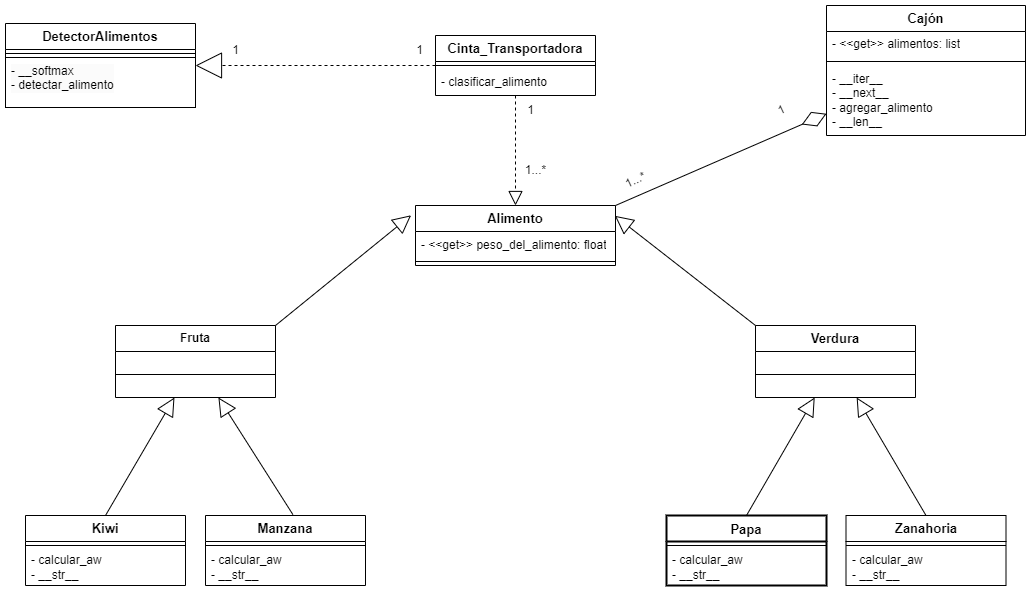 DetectorAlimentos
- __softmax
- detectar_alimento
1
1
Cinta_Transportadora
- clasificar_alimento
1
1...*
Cajón
- <<get>> alimentos: list
- __iter__
- __next__
- agregar_alimento
- __len__
1
1...*
Alimento
- <<get>> peso_del_alimento: float
Fruta
Verdura
Kiwi
- calcular_aw
- __str__
Manzana
- calcular_aw
- __str__
Papa
- calcular_aw
- __str__
Zanahoria
- calcular_aw
- __str__